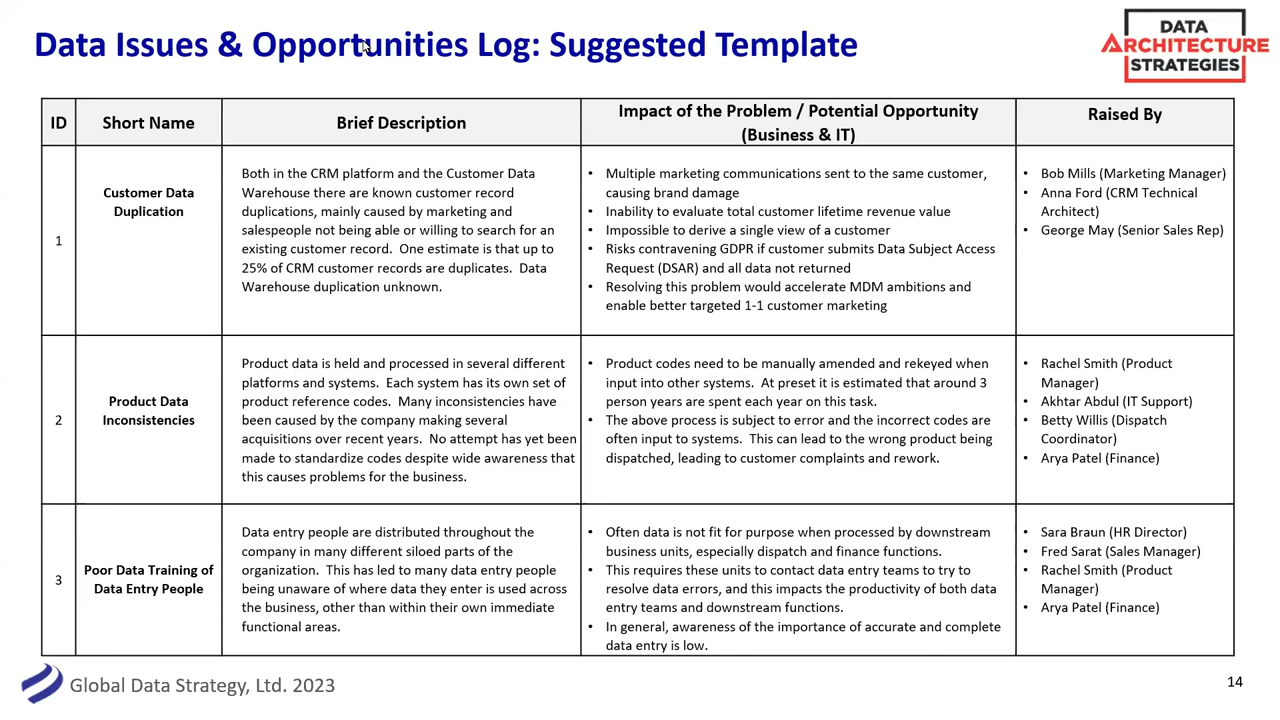 Data Issues & Opportunities Log: Suggested Template
DATA
ARCHITECTURE
STRATEGIES
ID
Short Name
Brief Description
Impact of the Problem / Potential Opportunity
(Business & IT)
Raised By
1
Customer Data
Duplication
Both in the CRM platform and the Customer Data
Warehouse there are known customer record
duplications, mainly caused by marketing and
salespeople not being able or willing to search for an
existing customer record. One estimate is that up to
25% of CRM customer records are duplicates. Data
Warehouse duplication unknown.
• Multiple marketing communications sent to the same customer,
causing brand damage
• Inability to evaluate total customer lifetime revenue value
• Impossible to derive a single view of a customer
• Risks contravening GDPR if customer submits Data Subject Access
Request (DSAR) and all data not returned
• Resolving this problem would accelerate MDM ambitions and
enable better targeted 1-1 customer marketing
• Bob Mills (Marketing Manager)
• Anna Ford (CRM Technical
Architect)
• George May (Senior Sales Rep)
2
Product Data
Inconsistencies
Product data is held and processed in several different
platforms and systems. Each system has its own set of
product reference codes. Many inconsistencies have
been caused by the company making several
acquisitions over recent years. No attempt has yet been
made to standardize codes despite wide awareness that
this causes problems for the business.
• Product codes need to be manually amended and rekeyed when
input into other systems. At preset it is estimated that around 3
person years are spent each year on this task.
• The above process is subject to error and the incorrect codes are
often input to systems. This can lead to the wrong product being
dispatched, leading to customer complaints and rework.
• Rachel Smith (Product
Manager)
• Akhtar Abdul (IT Support)
• Betty Willis (Dispatch
Coordinator)
• Arya Patel (Finance)
3
Poor Data Training of
Data Entry People
Data entry people are distributed throughout the
company in many different siloed parts of the
organization. This has led to many data entry people
being unaware of where data they enter is used across
the business, other than within their own immediate
functional areas.
• Often data is not fit for purpose when processed by downstream
business units, especially dispatch and finance functions.
• This requires these units to contact data entry teams to try to
resolve data errors, and this impacts the productivity of both data
entry teams and downstream functions.
• In general, awareness of the importance of accurate and complete
data entry is low.
• Sara Braun (HR Director)
• Fred Sarat (Sales Manager)
• Rachel Smith (Product
Manager)
• Arya Patel (Finance)
Global Data Strategy, Ltd. 2023
14